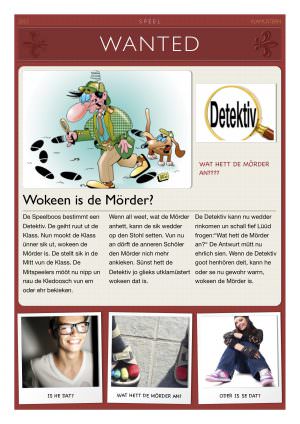 2013 SPEEL PLAPPERTASCHEN
WANTED
Detektiv
WAT HETT DE MÖRDER
AN????
Wokeen is de Mörder?
De Speelboos bestimmt een
Detektiv. De geiht rut ut de
Klass. Nun mookt de Klass
ünner sik ut, wokeen de
Mörder is. De stellt sik in de
Mitt vun de Klass. De
Mitspeelers mööt nu nipp un
nau de Kledoosch vun em
oder ehr bekieken.
Wenn all weet, wat de Mörder
anhett, kann de sik wedder
op den Stohl setten. Vun nu
an dörft de anneren Schöler
den Mörder nich mehr
ankieken. Sünst hett de
Detektiv jo glieks utklamüstert
wokeen dat is.
De Detektiv kann nu wedder
rinkomen un schall fief Lüüd
frogen:"Wat hett de Mörder
an?" De Antwurt mütt nu
ehrlich sien. Wenn de Detektiv
goot henhören deit, kann he
oder se nu gewohr warrn,
wokeen de Mörder is.
IS HE DAT?
WAT HETT DE MÖRDER AN?
ODER IS SE DAT?